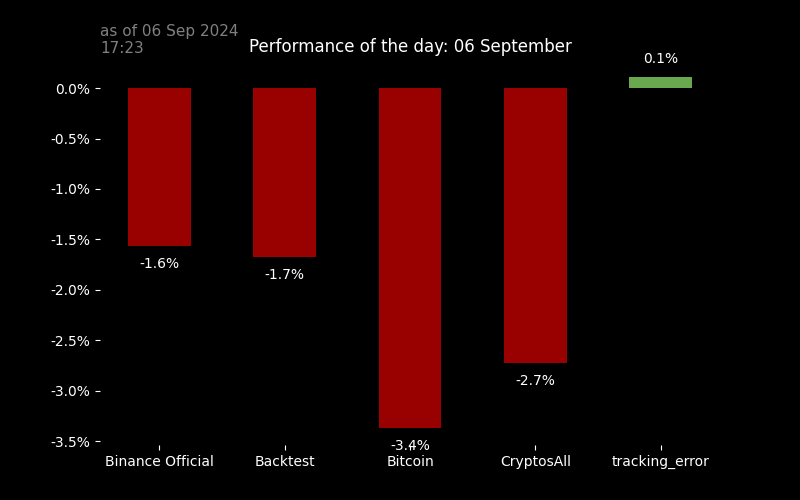 as of 06 Sep 2024
17:23
Performance of the day: 06 September
0.1%
0.0%
-0.5%
-1.0%
-1.5%
-2.0%
-2.5%
-3.0%
-3.5%
-1.6%
-1.7%
-3.4%
-2.7%
Binance Official
Backtest
Bitcoin
CryptosAll
tracking_error